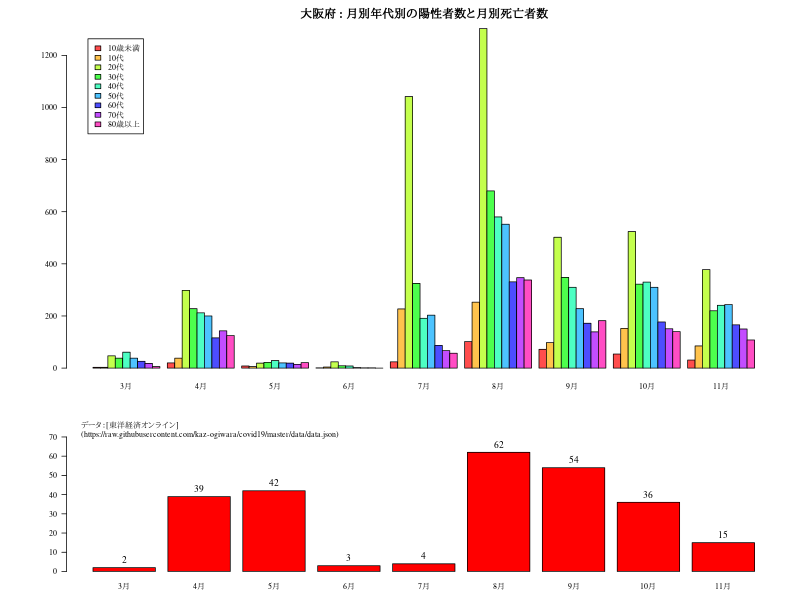 大阪府 : 月別年代別の陽性者数と月別死亡者数
10歳未満
10代
20代
30代
40代
50代
60代
70代
80歳以上
1200
1000
800
600
400
200
0
3月 4月 5月 6月 7月 8月 9月 10月 11月
データ : [東洋経済オンライン]
(https://raw.githubusercontent.com/kaz-ogiwara/covid19/master/data/data.json)
70
60
50
40
30
20
10
0
2 39 42 3 4 62 54 36 15
3月 4月 5月 6月 7月 8月 9月 10月 11月